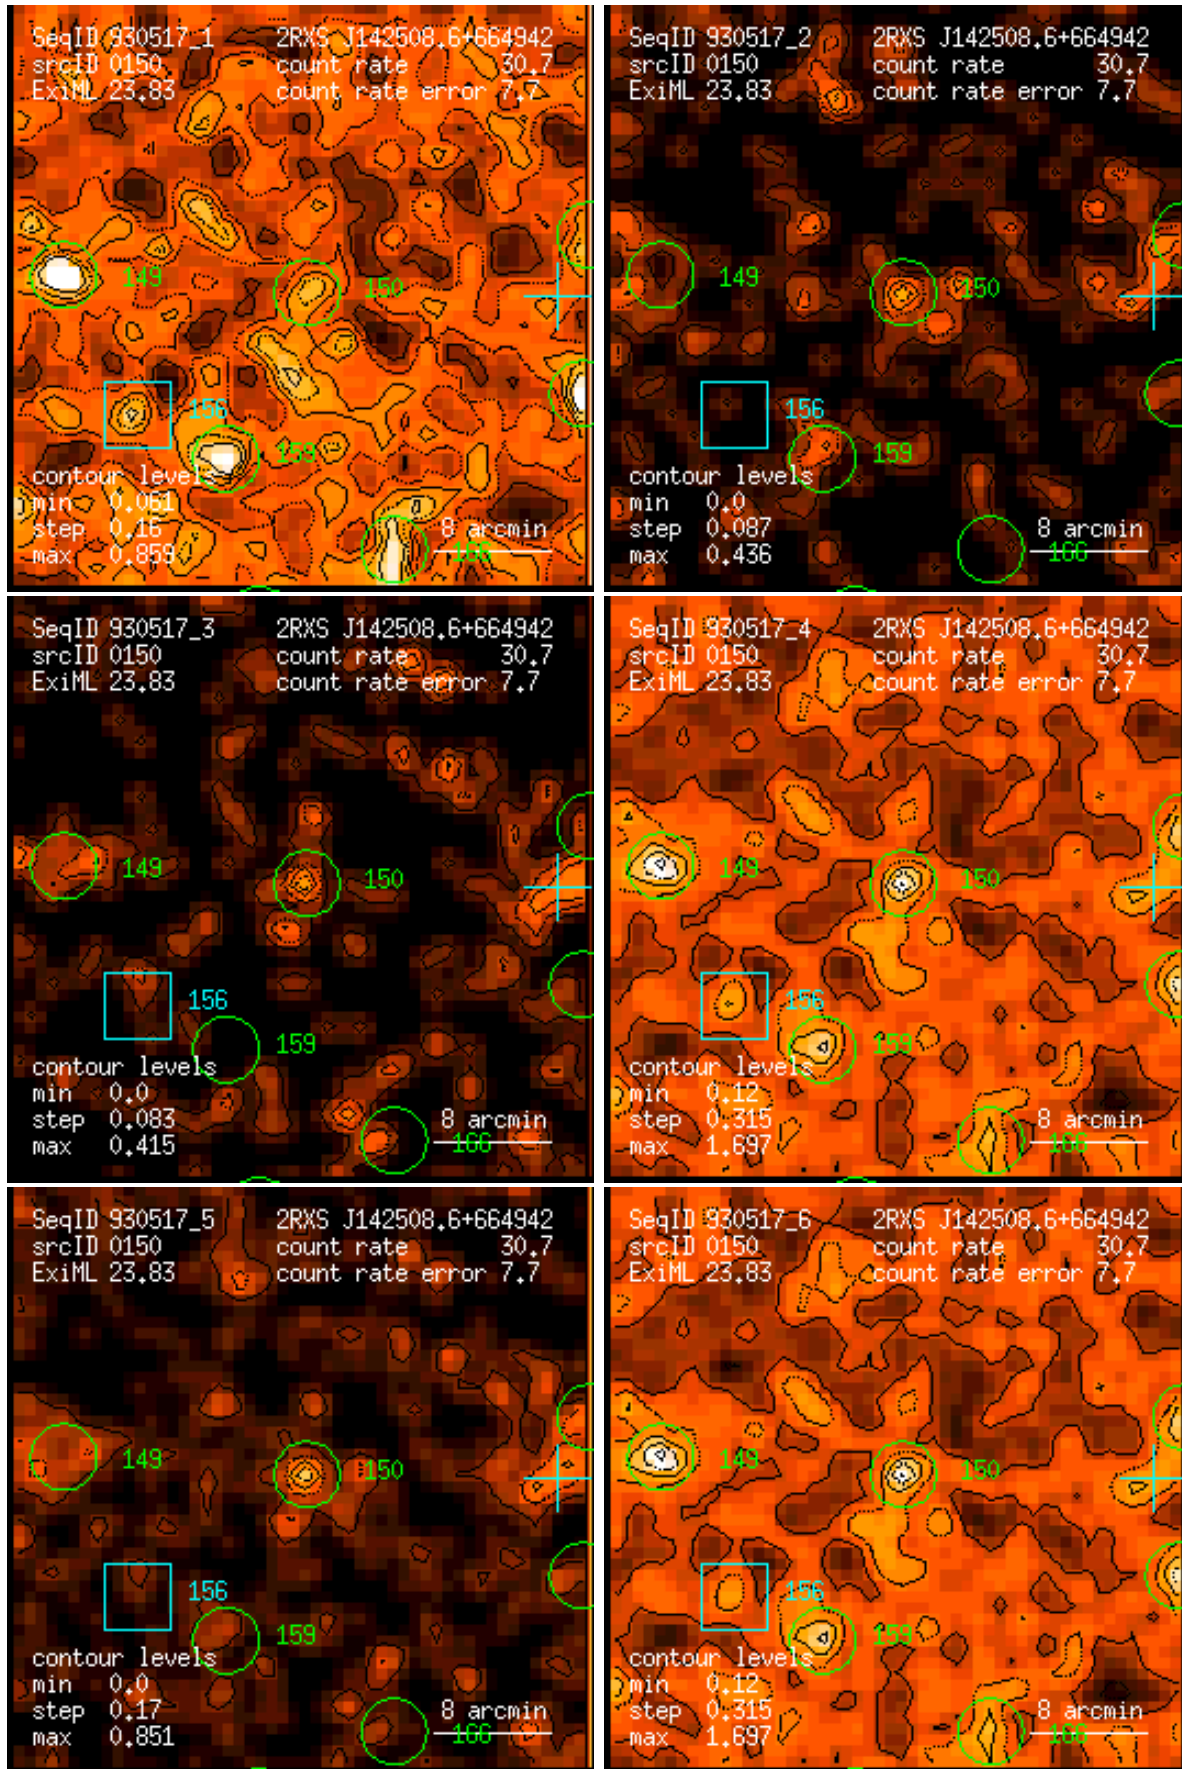 SeqID 930517_1 2RXS J142508.6+664942
srcID 0150 count rate 30.7
ExiML 23.83 count rate error 7.7
149 150
156
159
contour levels
min 0.061
step 0.16 8 arcmin
max 0.859 166
SeqID 930517_2 2RXS J142508.6+664942
srcID 0150 count rate 30.7
ExiML 23.83 count rate error 7.7
149 150
156
159
contour levels
min 0.0
step 0.087 8 arcmin
max 0.436 166
SeqID 930517_3 2RXS J142508.6+664942
srcID 0150 count rate 30.7
ExiML 23.83 count rate error 7.7
149 150
156
159
contour levels
min 0.0
step 0.083 8 arcmin
max 0.415 166
SeqID 930517_4 2RXS J142508.6+664942
srcID 0150 count rate 30.7
ExiML 23.83 count rate error 7.7
149 150
156
159
contour levels
min 0.12
step 0.315 8 arcmin
max 1.697 166
SeqID 930517_5 2RXS J142508.6+664942
srcID 0150 count rate 30.7
ExiML 23.83 count rate error 7.7
149 150
156
159
contour levels
min 0.0
step 0.17 8 arcmin
max 0.851 166
SeqID 930517_6 2RXS J142508.6+664942
srcID 0150 count rate 30.7
ExiML 23.83 count rate error 7.7
149 150
156
159
contour levels
min 0.12
step 0.315 8 arcmin
max 1.697 166